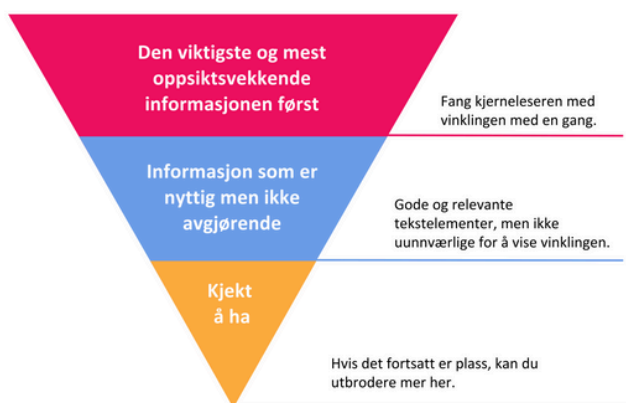 Den viktigste og mest
oppsiktsvekkende
informasjonen først
Fang kjerneleseren med
vinklingen med en gang.
Informasjon som er
nyttig men ikke
avgjørende
Gode og relevante
tekstelementer, men ikke
uunnværlige for å vise vinklingen.
Kjekt
å ha
Hvis det fortsatt er plass, kan du
utbrodere mer her.